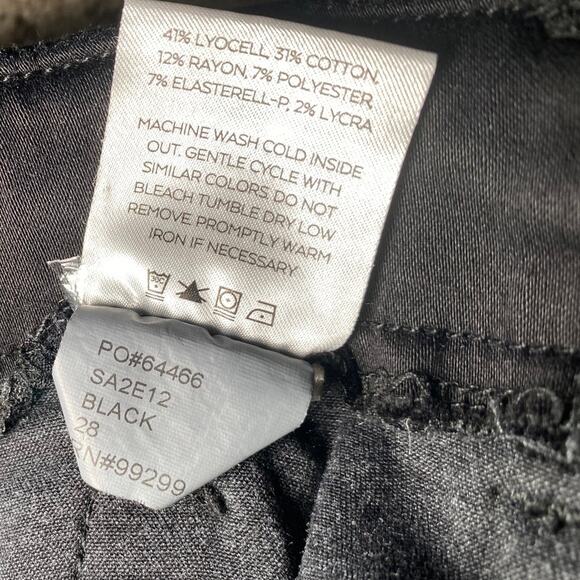 41% LYOCELL, 31% COTTON,
12% RAYON, 7% POLYESTER,
7% ELASTERELL-P, 2% LYCRA
MACHINE WASH COLD INSIDE
OUT. GENTLE CYCLE WITH
SIMILAR COLORS. DO NOT
BLEACH TUMBLE DRY LOW
REMOVE PROMPTLY WARM
IRON IF NECESSARY
PO#64466
SA2E12
BLACK
28
RN#99299